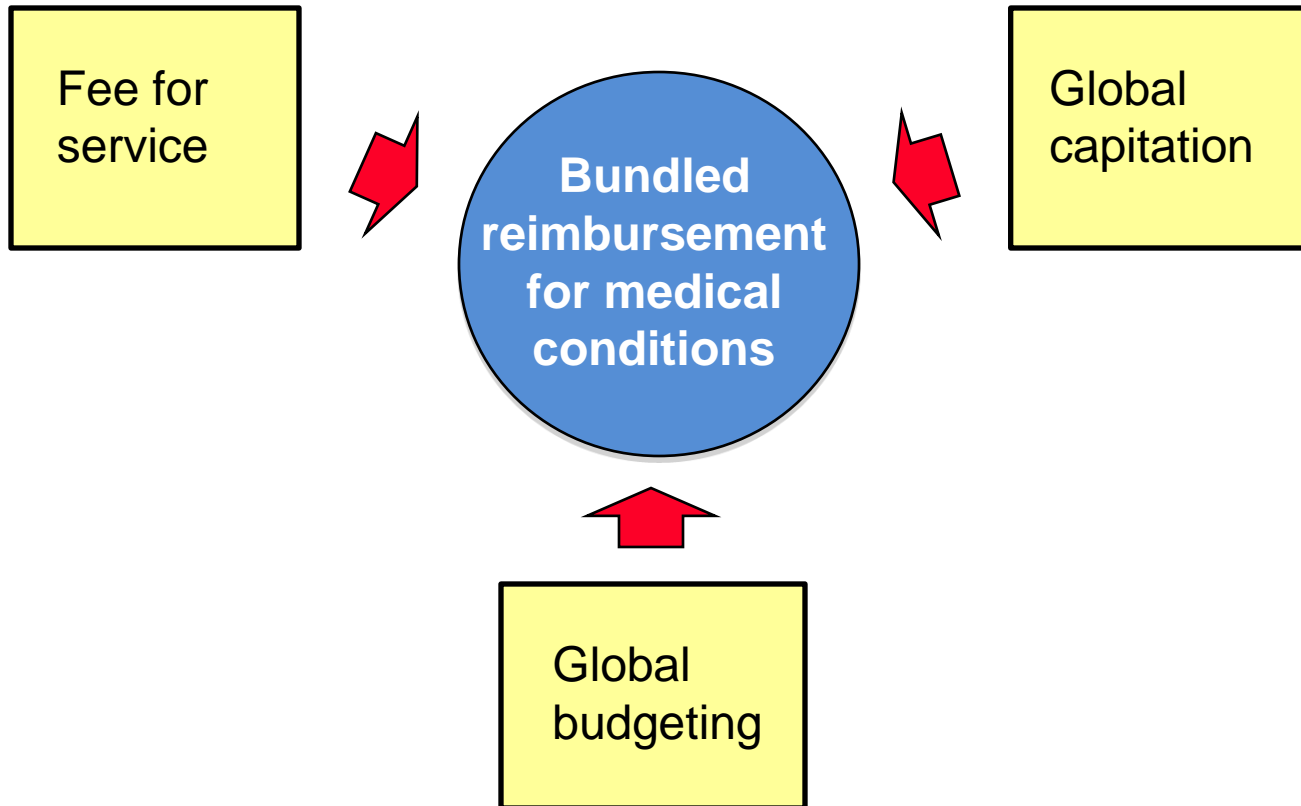 Fee for
service
Bundled
reimbursement
for medical
conditions
Global
capitation
Global
budgeting